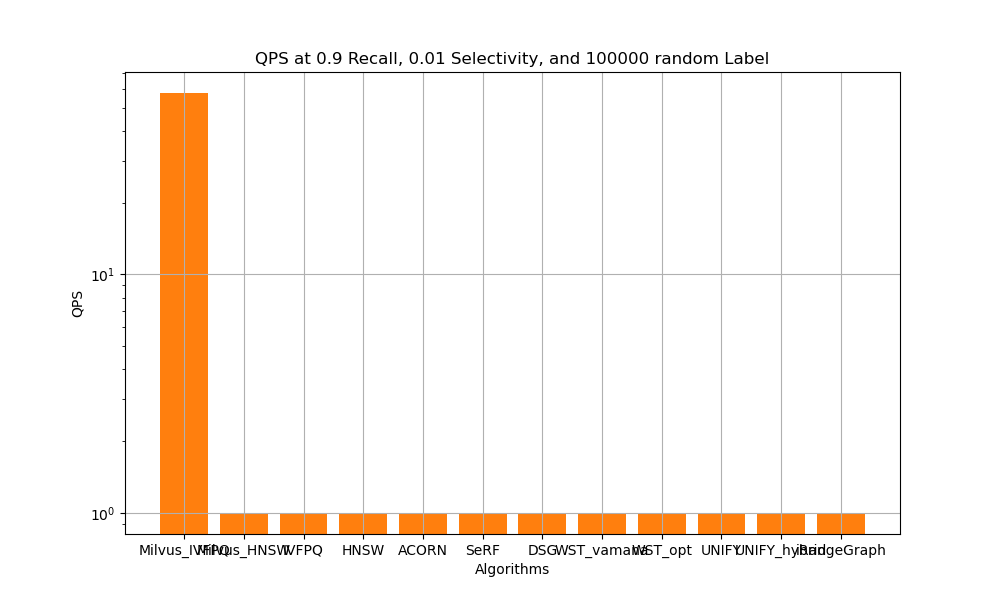 QPS at 0.9 Recall, 0.01 Selectivity, and 100000 random Label
QPS
10¹
10⁰
Milvus_IVFPQ Milvus_HNSW IVFPQ HNSW ACORN SeRF DSG WST_vamana WST_opt UNIFY UNIFY_hybrid iRangeGraph
Algorithms